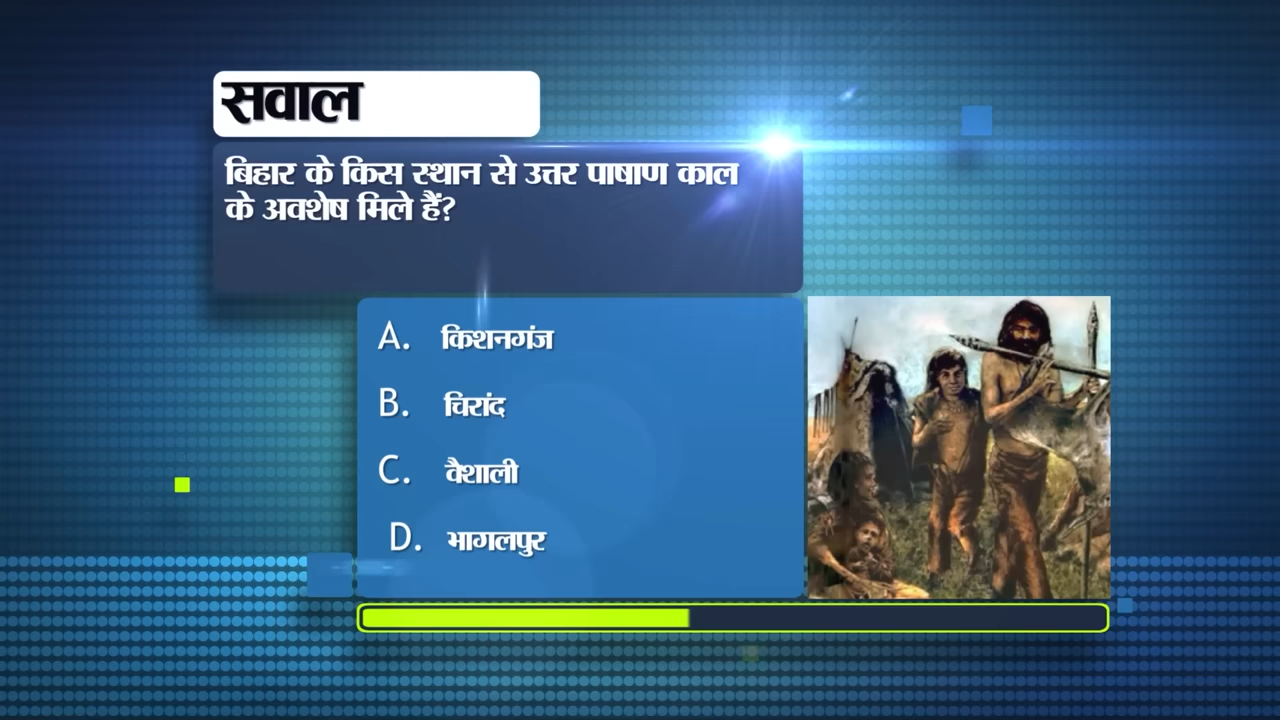 सवाल
बिहार के किस स्थान से उत्तर पाषाण काल
के अवशेष मिले हैं?
A. किशनगंज
B. चिरांद
C. वैशाली
D. भागलपुर